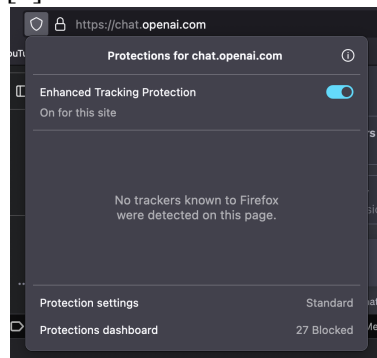 https://chat.openai.com
Protections for chat.openai.com
Enhanced Tracking Protection
On for this site
No trackers known to Firefox
were detected on this page.
Protection settings Standard
Protections dashboard 27 Blocked